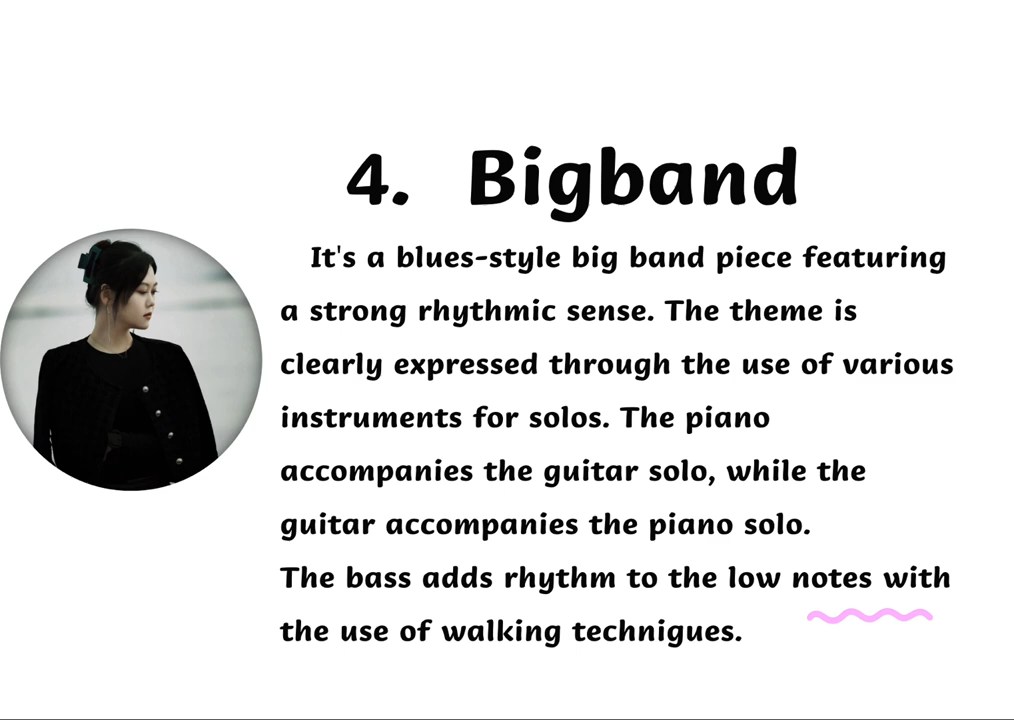 4. Bigband
It's a blues-style big band piece featuring
a strong rhythmic sense. The theme is
clearly expressed through the use of various
instruments for solos. The piano
accompanies the guitar solo, while the
guitar accompanies the piano solo.
The bass adds rhythm to the low notes with
the use of walking technigues.